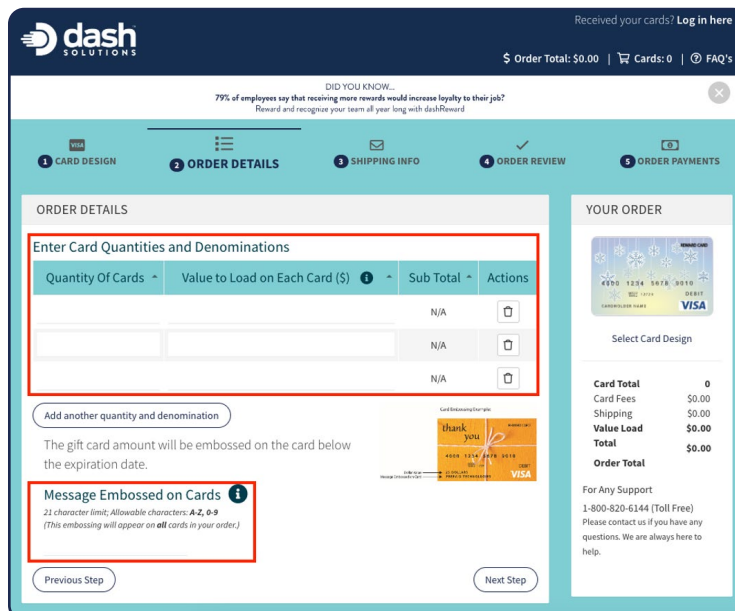 Received your cards? Log in here
dash
SOLUTIONS
$ Order Total: $0.00 | Cards: 0 | FAQ's
DID YOU KNOW...
79% of employees say that receiving more rewards would increase loyalty to their job?
Reward and recognize your team all year long with dashReward
VISA
1 CARD DESIGN
2 ORDER DETAILS
3 SHIPPING INFO
4 ORDER REVIEW
5 ORDER PAYMENTS
ORDER DETAILS
Enter Card Quantities and Denominations
Quantity Of Cards Value to Load on Each Card ($) Sub Total Actions
N/A
N/A
N/A
Add another quantity and denomination
The gift card amount will be embossed on the card below
the expiration date.
Card Embossing Example:
thank
you
4000 1234 5678 9010
DEBIT
VISA
Message Embossed on Cards
21 character limit; Allowable characters: A-Z, 0-9
(This embossing will appear on all cards in your order.)
Previous Step
Next Step
YOUR ORDER
REWARD CARD
4000 1234 5678 9010
DEBIT
CARDHOLDER NAME
VISA
Select Card Design
Card Total 0
Card Fees $0.00
Shipping $0.00
Value Load $0.00
Total $0.00
Order Total
For Any Support
1-800-820-6144 (Toll Free)
Please contact us if you have any
questions. We are always here to
help.